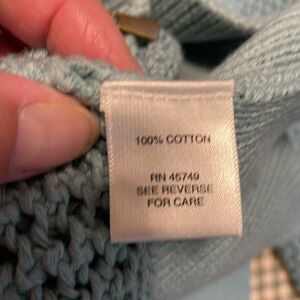 100% COTTON
RN 45749
SEE REVERSE
FOR CARE